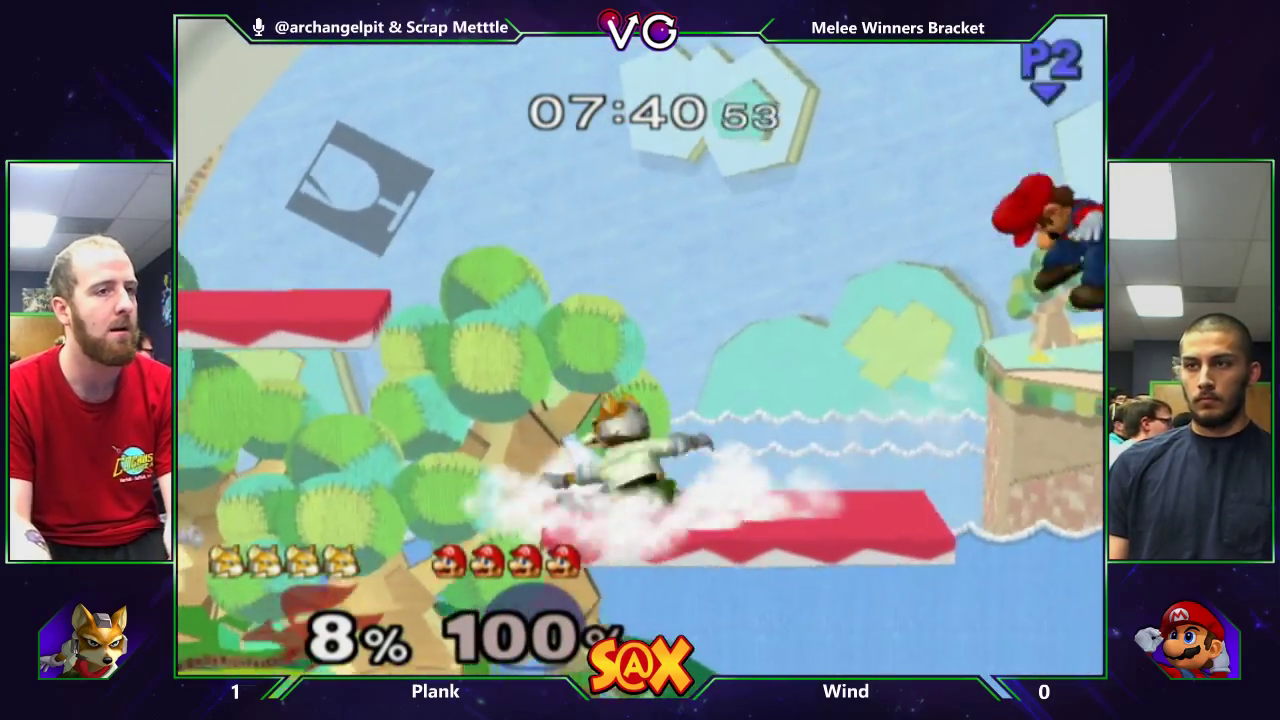 @archangelpit & Scrap Metttle
VG
Melee Winners Bracket
P2
07:40 53
8% 100%
S@X
1 Plank Wind 0